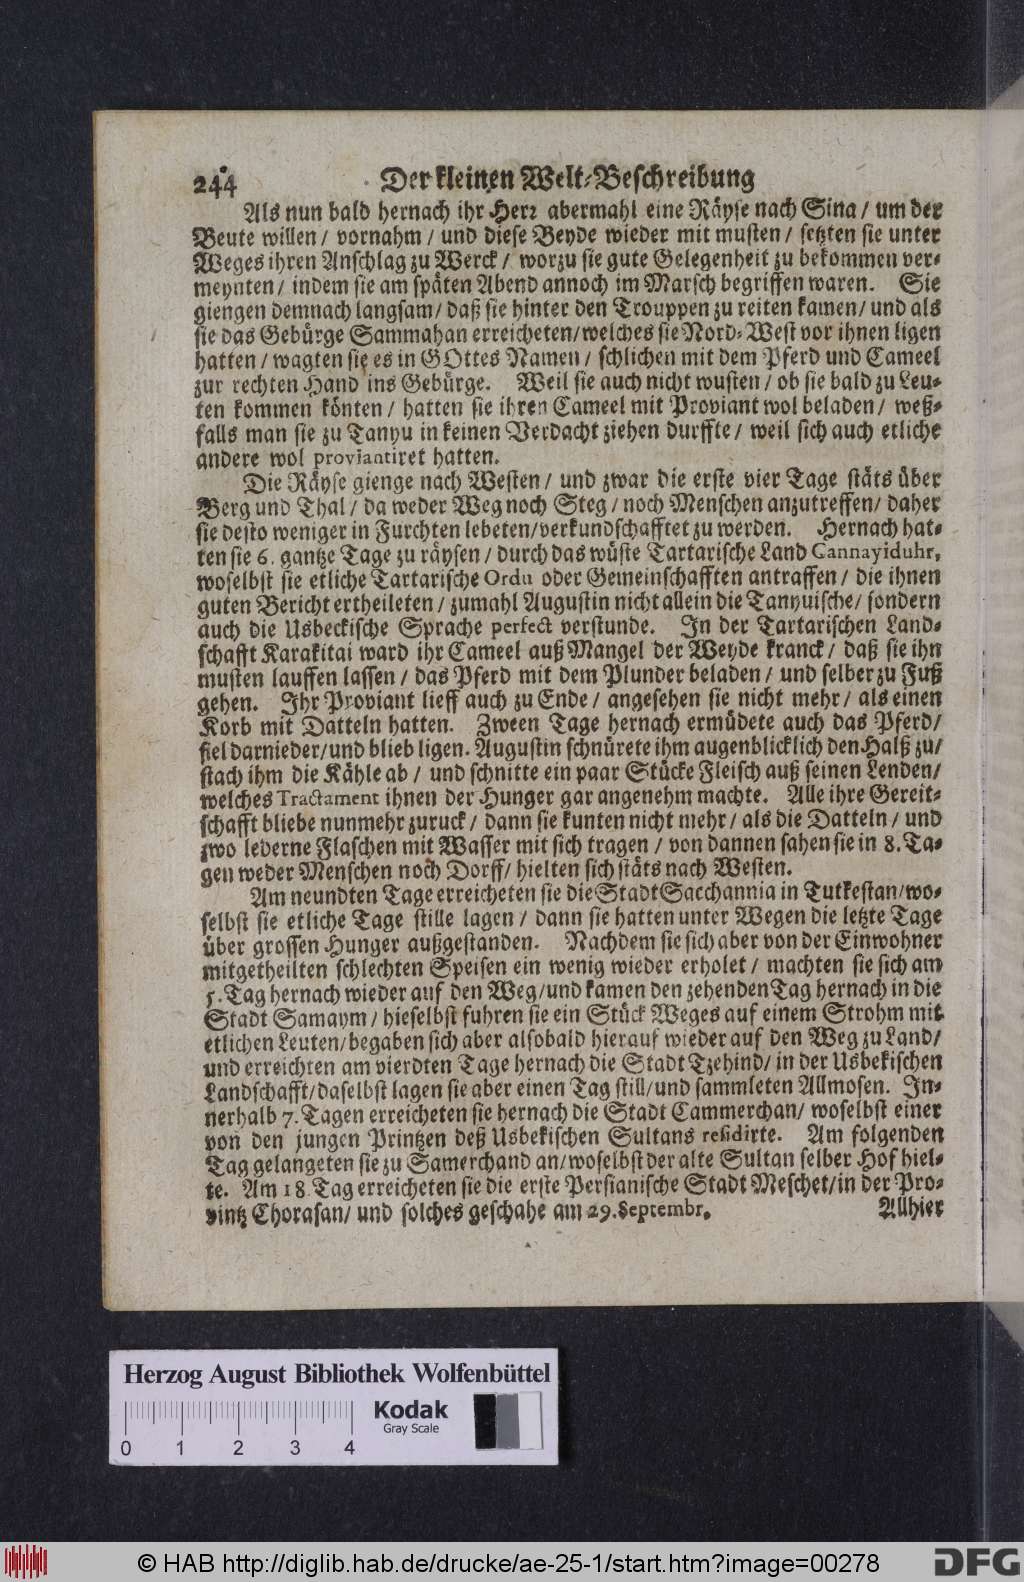 244 Der kleinen Welt-Beschreibung
Als nun bald hernach ihr Herr abermahl eine Räyse nach Sina / um der
Beute willen / vornahm / und diese Beyde wieder mit musten / setzten sie unter
Weges ihren Anschlag zu Werck / worzu sie gute Gelegenheit zu bekommen ver-
meynten / indem sie am späten Abend annoch im Marsch begriffen waren. Sie
giengen demnach langsam / daß sie hinter den Trouppen zu reiten kamen / und als
sie das Gebürge Sammahan erreicheten / welches sie Nord-West vor ihnen ligen
hatten / wagten sie es in GOttes Namen / schlichen mit dem Pferd und Cameel
zur rechten Hand ins Gebürge. Weil sie auch nicht wusten / ob sie bald zu Leu-
ten kommen könten / hatten sie ihren Cameel mit Proviant wol beladen / weß-
falls man sie zu Tanyu in keinen Verdacht ziehen durffte / weil sich auch etliche
andere wol proviantiret hatten.
Die Räyse gienge nach Westen / und zwar die erste vier Tage stäts über
Berg und Thal / da weder Weg noch Steg / noch Menschen anzutreffen / daher
sie desto weniger in Furchten lebeten / verkundschafftet zu werden. Hernach hat-
ten sie 6. gantze Tage zu räysen / durch das wüste Tartarische Land Cannayiduhr,
woselbst sie etliche Tartarische Ordu oder Gemeinschafften antraffen / die ihnen
guten Bericht ertheileten / zumahl Augustin nicht allein die Tanyuische / sondern
auch die Usbeckische Sprache perfect verstunde. In der Tartarischen Land-
schafft Karakitai ward ihr Cameel auß Mangel der Weyde kranck / daß sie ihn
musten lauffen lassen / das Pferd mit dem Plunder beladen / und selber zu Fuß
gehen. Ihr Proviant lieff auch zu Ende / angesehen sie nicht mehr / als einen
Korb mit Datteln hatten. Zween Tage hernach ermüdete auch das Pferd /
fiel darnieder / und blieb ligen. Augustin schnürete ihm augenblicklich den Halß zu /
stach ihm die Kähle ab / und schnitte ein paar Stücke Fleisch auß seinen Lenden /
welches Tractament ihnen der Hunger gar angenehm machte. Alle ihre Gereit-
schafft bliebe nunmehr zuruck / dann sie kunten nicht mehr / als die Datteln / und
zwo lederne Flaschen mit Wasser mit sich tragen / von dannen sahen sie in 8. Ta-
gen weder Menschen noch Dorff / hielten sich stäts nach Westen.
Am neundten Tage erreicheten sie die Stadt Sacchannia in Tutkestan / wo-
selbst sie etliche Tage stille lagen / dann sie hatten unter Wegen die letzte Tage
über grossen Hunger außgestanden. Nachdem sie sich aber von der Einwohner
mitgetheilten schlechten Speisen ein wenig wieder erholet / machten sie sich am
5. Tag hernach wieder auf den Weg / und kamen den zehenden Tag hernach in die
Stadt Samaym / hieselbst fuhren sie ein Stück Weges auf einem Strohm mit
etlichen Leuten / begaben sich aber alsobald hierauf wieder auf den Weg zu Land /
und erreichten am vierdten Tage hernach die Stadt Tzehind / in der Usbekischen
Landschafft / daselbst lagen sie aber einen Tag still / und sammleten Allmosen. In-
nerhalb 7. Tagen erreicheten sie hernach die Stadt Cammerchan / woselbst einer
von den jungen Printzen deß Usbekischen Sultans residirte. Am folgenden
Tag gelangeten sie zu Samerchand an / woselbst der alte Sultan selber Hof hiel-
te. Am 18. Tag erreicheten sie die erste Persianische Stadt Meschet / in der Pro-
vintz Chorasan / und solches geschahe am 29. Septembr. Allhier
Herzog August Bibliothek Wolfenbüttel
Kodak
Gray Scale
0 1 2 3 4
© HAB http://diglib.hab.de/drucke/ae-25-1/start.htm?image=00278
DFG